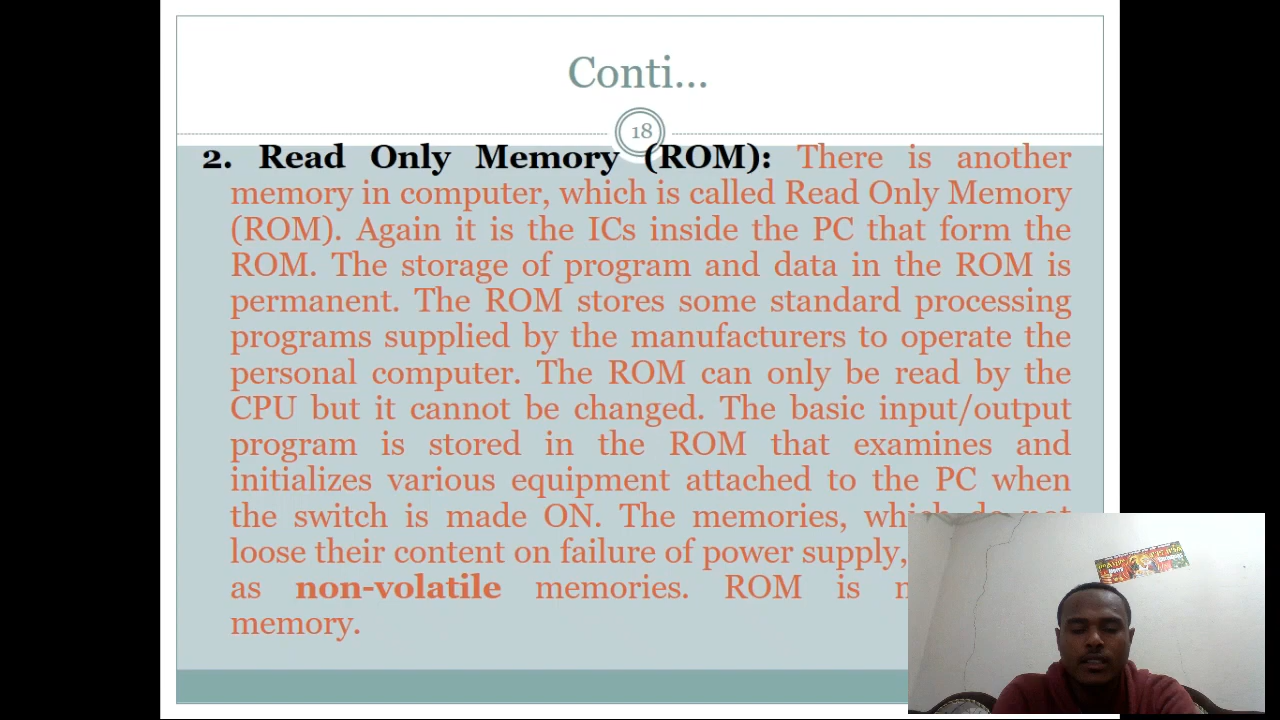 Conti...
18
2. Read Only Memory (ROM): There is another
memory in computer, which is called Read Only Memory
(ROM). Again it is the ICs inside the PC that form the
ROM. The storage of program and data in the ROM is
permanent. The ROM stores some standard processing
programs supplied by the manufacturers to operate the
personal computer. The ROM can only be read by the
CPU but it cannot be changed. The basic input/output
program is stored in the ROM that examines and
initializes various equipment attached to the PC when
the switch is made ON. The memories, which do not
loose their content on failure of power supply,
as non-volatile memories. ROM is
memory.